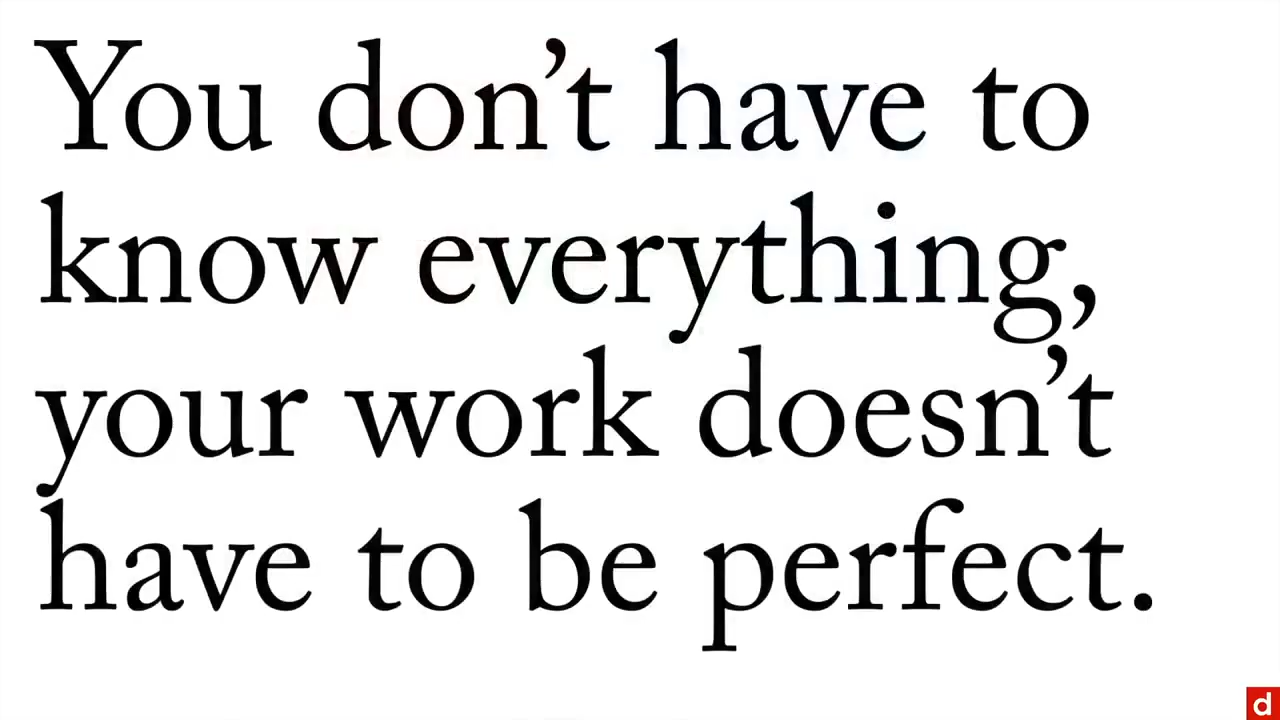 You don’t have to
know everything,
your work doesn’t
have to be perfect.
d